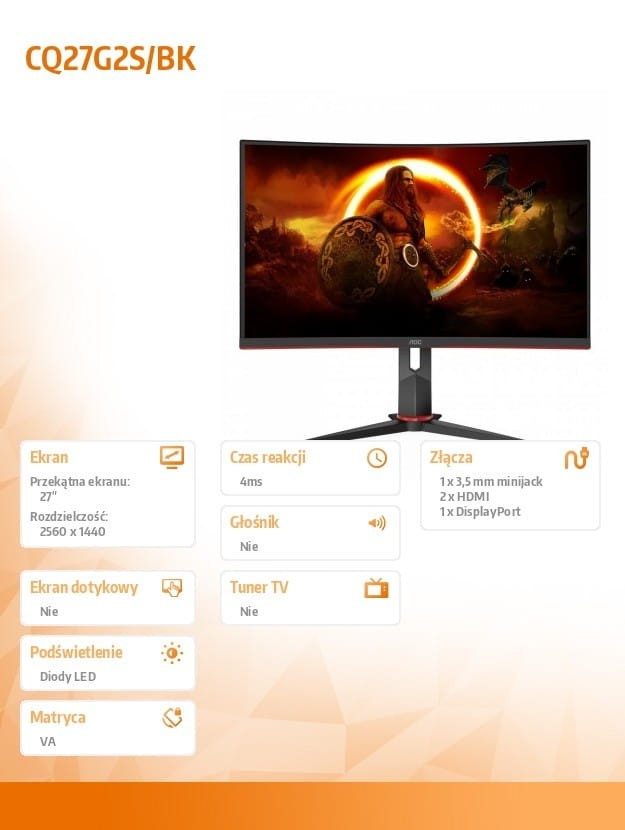 CQ27G2S/BK
AOC
Ekran
Przekątna ekranu:
27"
Rozdzielczość:
2560 x 1440
Czas reakcji
4ms
Złącza
1 x 3,5 mm minijack
2 x HDMI
1 x DisplayPort
Głośnik
Nie
Ekran dotykowy
Nie
Tuner TV
Nie
Podświetlenie
Diody LED
Matryca
VA